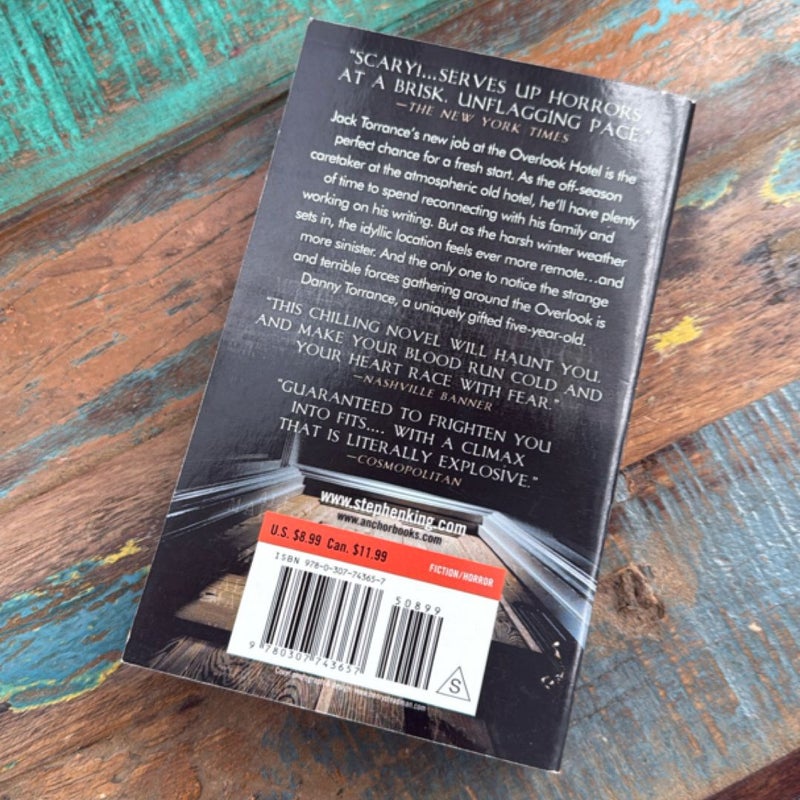 "SCARY!...SERVES UP HORRORS
AT A BRISK, UNFLAGGING PACE."
—THE NEW YORK TIMES
Jack Torrance's new job at the Overlook Hotel is the
perfect chance for a fresh start. As the off-season
caretaker at the atmospheric old hotel, he'll have plenty
of time to spend reconnecting with his family and
working on his writing. But as the harsh winter weather
sets in, the idyllic location feels ever more remote...and
more sinister. And the only one to notice the strange
and terrible forces gathering around the Overlook is
Danny Torrance, a uniquely gifted five-year-old.
"THIS CHILLING NOVEL WILL HAUNT YOU,
AND MAKE YOUR BLOOD RUN COLD AND
YOUR HEART RACE WITH FEAR."
—NASHVILLE BANNER
"GUARANTEED TO FRIGHTEN YOU
INTO FITS.... WITH A CLIMAX
THAT IS LITERALLY EXPLOSIVE."
—COSMOPOLITAN
www.stephenking.com
www.anchorbooks.com
U.S. $8.99 Can. $11.99
FICTION/HORROR
ISBN 978-0-307-74365-7
50899
9 780307 743657
S